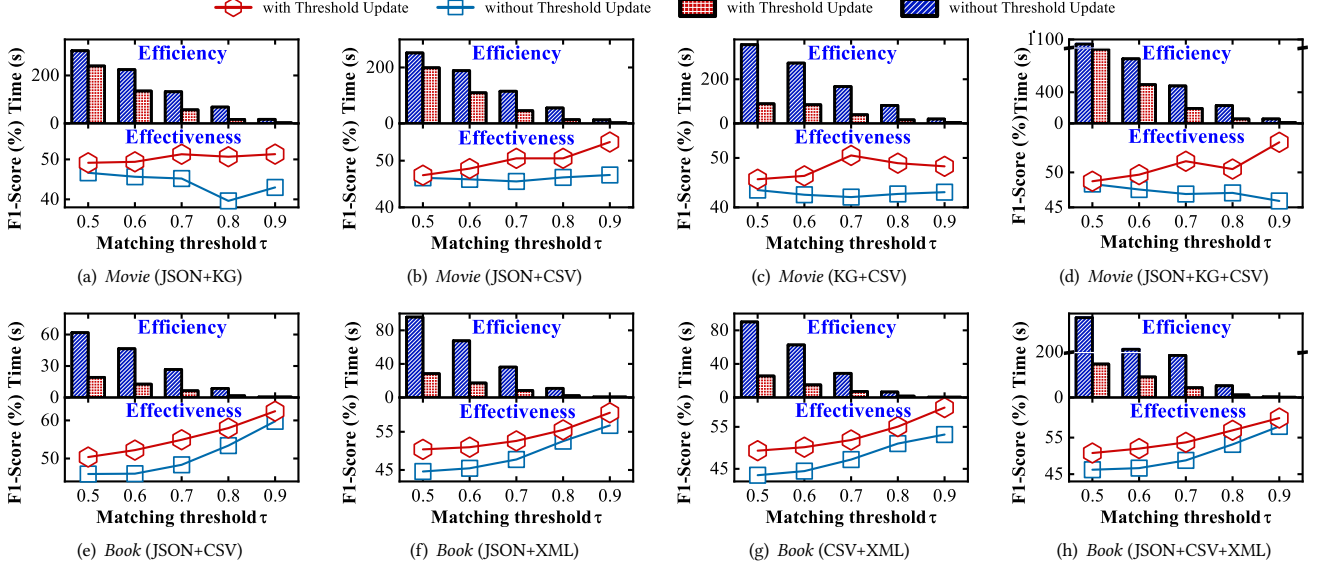 with Threshold Update without Threshold Update with Threshold Update without Threshold Update
Efficiency
Effectiveness
F1-Score (%) Time (s)
200
0
50
40
0.5 0.6 0.7 0.8 0.9
Matching threshold τ
(a) Movie (JSON+KG)
Efficiency
Effectiveness
F1-Score (%) Time (s)
200
0
50
40
0.5 0.6 0.7 0.8 0.9
Matching threshold τ
(b) Movie (JSON+CSV)
Efficiency
Effectiveness
F1-Score (%) Time (s)
200
0
50
40
0.5 0.6 0.7 0.8 0.9
Matching threshold τ
(c) Movie (KG+CSV)
Efficiency
Effectiveness
F1-Score (%) Time (s)
1100
400
0
50
45
0.5 0.6 0.7 0.8 0.9
Matching threshold τ
(d) Movie (JSON+KG+CSV)
Efficiency
Effectiveness
F1-Score (%) Time (s)
60
30
0
60
50
0.5 0.6 0.7 0.8 0.9
Matching threshold τ
(e) Book (JSON+CSV)
Efficiency
Effectiveness
F1-Score (%) Time (s)
80
40
0
55
45
0.5 0.6 0.7 0.8 0.9
Matching threshold τ
(f) Book (JSON+XML)
Efficiency
Effectiveness
F1-Score (%) Time (s)
80
40
0
55
45
0.5 0.6 0.7 0.8 0.9
Matching threshold τ
(g) Book (CSV+XML)
Efficiency
Effectiveness
F1-Score (%) Time (s)
200
0
55
45
0.5 0.6 0.7 0.8 0.9
Matching threshold τ
(h) Book (JSON+CSV+XML)